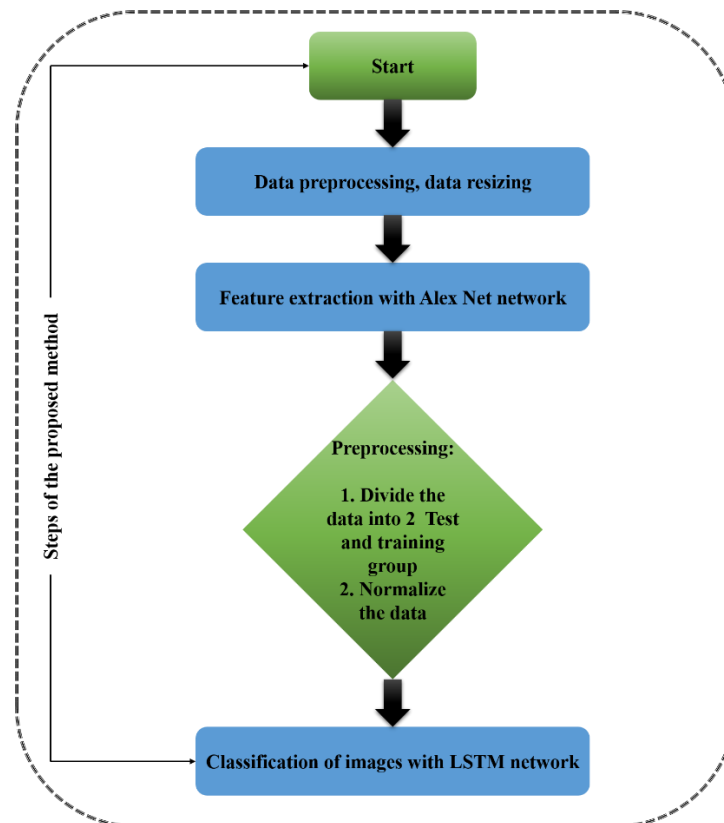 Start
Data preprocessing, data resizing
Feature extraction with Alex Net network
Preprocessing:
1. Divide the
data into 2 Test
and training
group
2. Normalize
the data
Classification of images with LSTM network
Steps of the proposed method